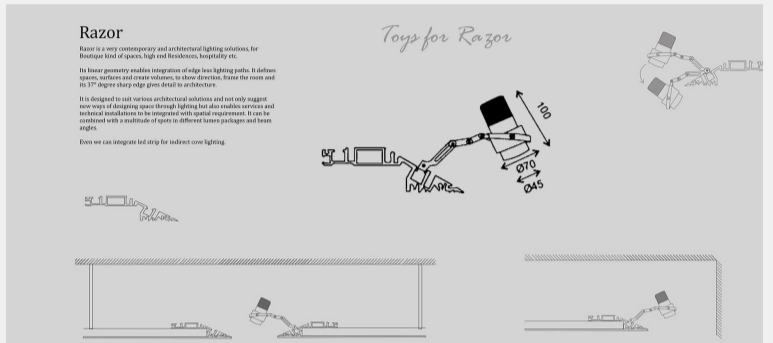 Razor
Toys for Razor
Razor is a very contemporary and architectural lighting solutions, for
Boutique kind of spaces, high end Residences, hospitality etc.
Its linear geometry enables integration of edge less lighting paths. It defines
spaces, surfaces and create volumes, to show direction, frame the room and
its 37° degree sharp edge gives detail to architecture.
It is designed to suit various architectural solutions and not only suggest
new ways of designing space through lighting but also enables services and
technical installations to be integrated with spatial requirement. It can be
combined with a multitude of spots in different lumen packages and beam
angles.
Even we can integrate led strip for indirect cove lighting.
100
Ø70
Ø45